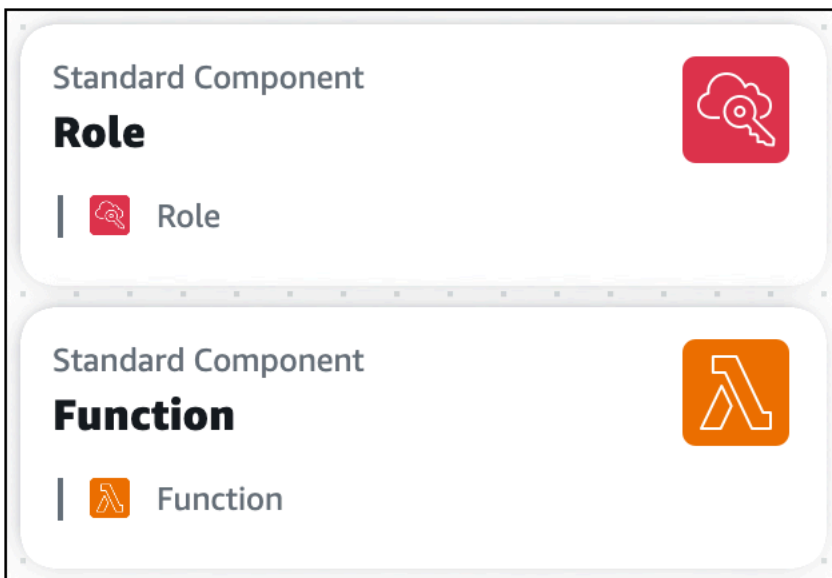 Standard Component
Role
Role
Standard Component
Function
Function